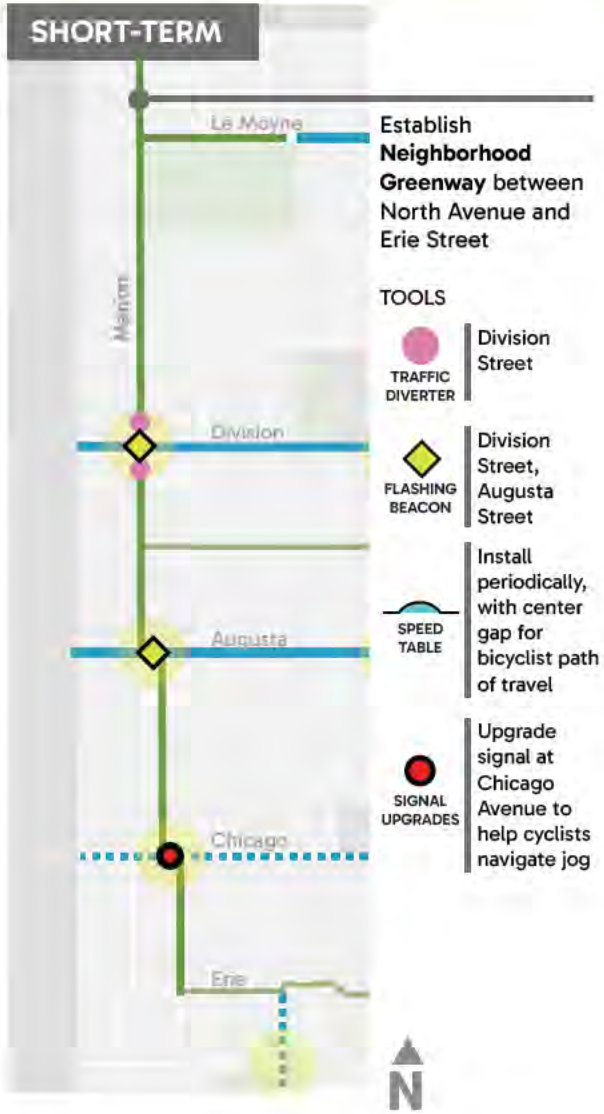 SHORT-TERM
Le Moyne
Establish
Neighborhood
Greenway between
North Avenue and
Erie Street
Marion
TOOLS
TRAFFIC
DIVERTER
Division
Street
Division
FLASHING
BEACON
Division
Street,
Augusta
Street
SPEED
TABLE
Install
periodically,
with center
gap for
bicyclist path
of travel
Augusta
SIGNAL
UPGRADES
Upgrade
signal at
Chicago
Avenue to
help cyclists
navigate jog
Chicago
Erie
N